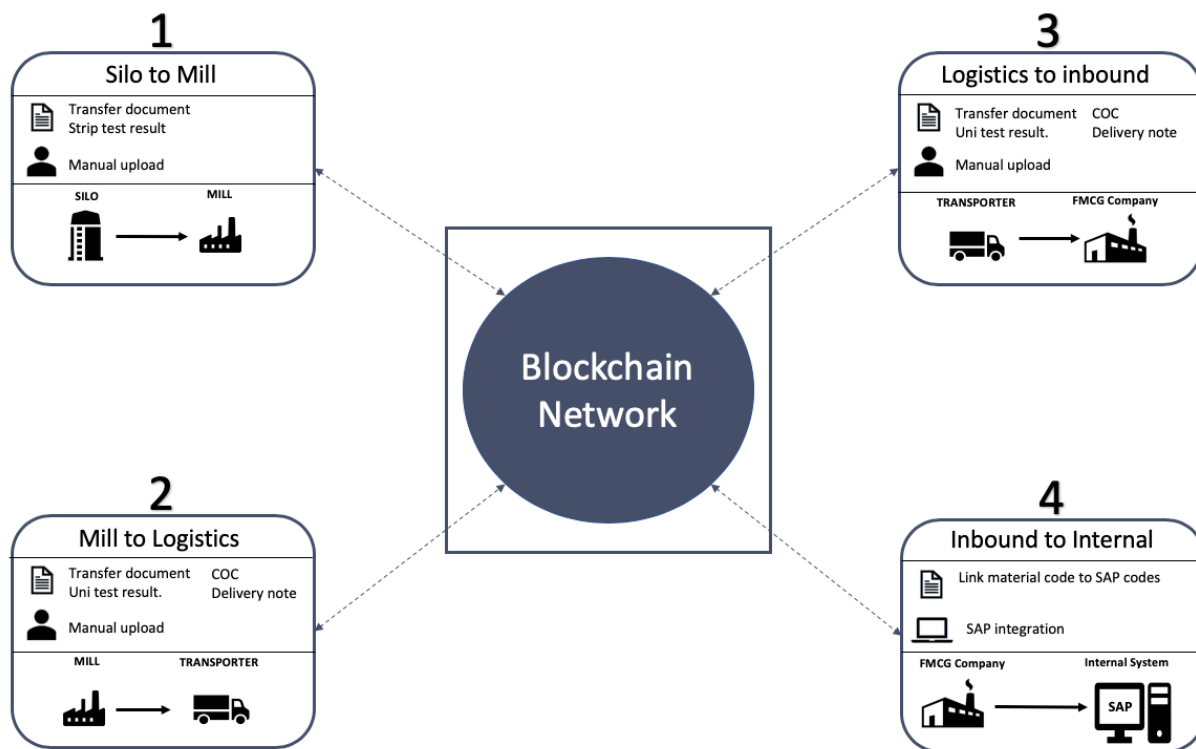 1
Silo to Mill
Transfer document
Strip test result
Manual upload
SILO
MILL
2
Mill to Logistics
Transfer document COC
Uni test result. Delivery note
Manual upload
MILL
TRANSPORTER
Blockchain
Network
3
Logistics to inbound
Transfer document COC
Uni test result. Delivery note
Manual upload
TRANSPORTER
FMCG Company
4
Inbound to Internal
Link material code to SAP codes
SAP integration
FMCG Company
Internal System
SAP